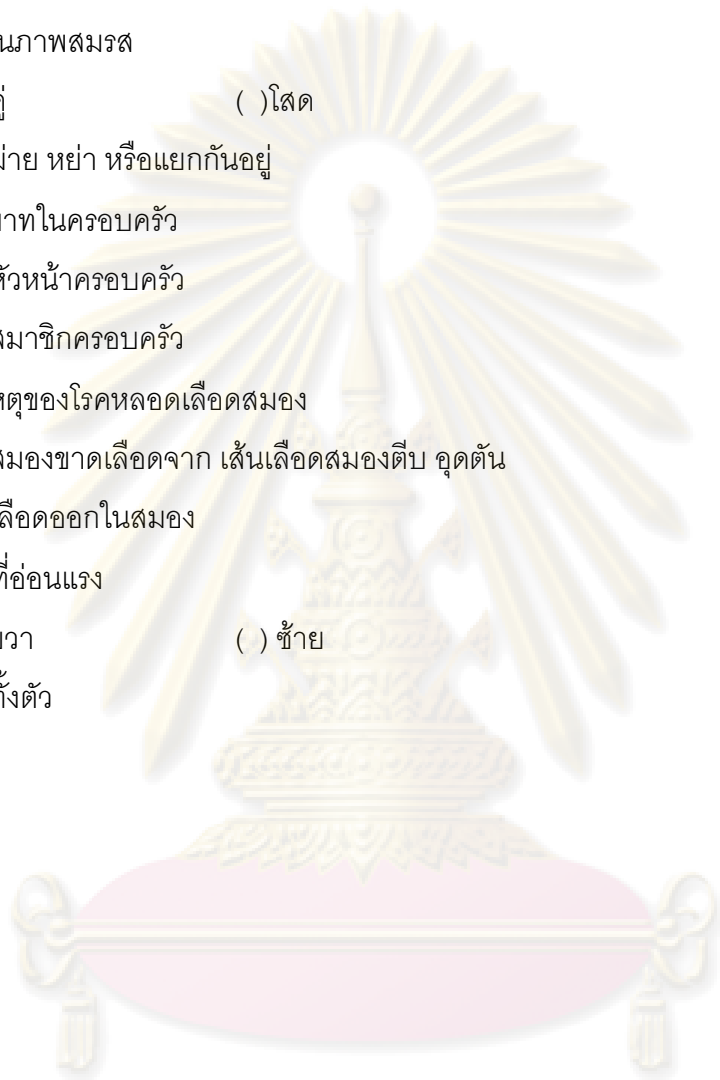 นภาพสมรส
คู่ ( )โสด
ม่าย หย่า หรือแยกกันอยู่
บาทในครอบครัว
หัวหน้าครอบครัว
สมาชิกครอบครัว
หตุของโรคหลอดเลือดสมอง
สมองขาดเลือดจาก เส้นเลือดสมองตีบ อุดตัน
ลือดออกในสมอง
ที่อ่อนแรง
ขวา ( ) ซ้าย
ทั้งตัว